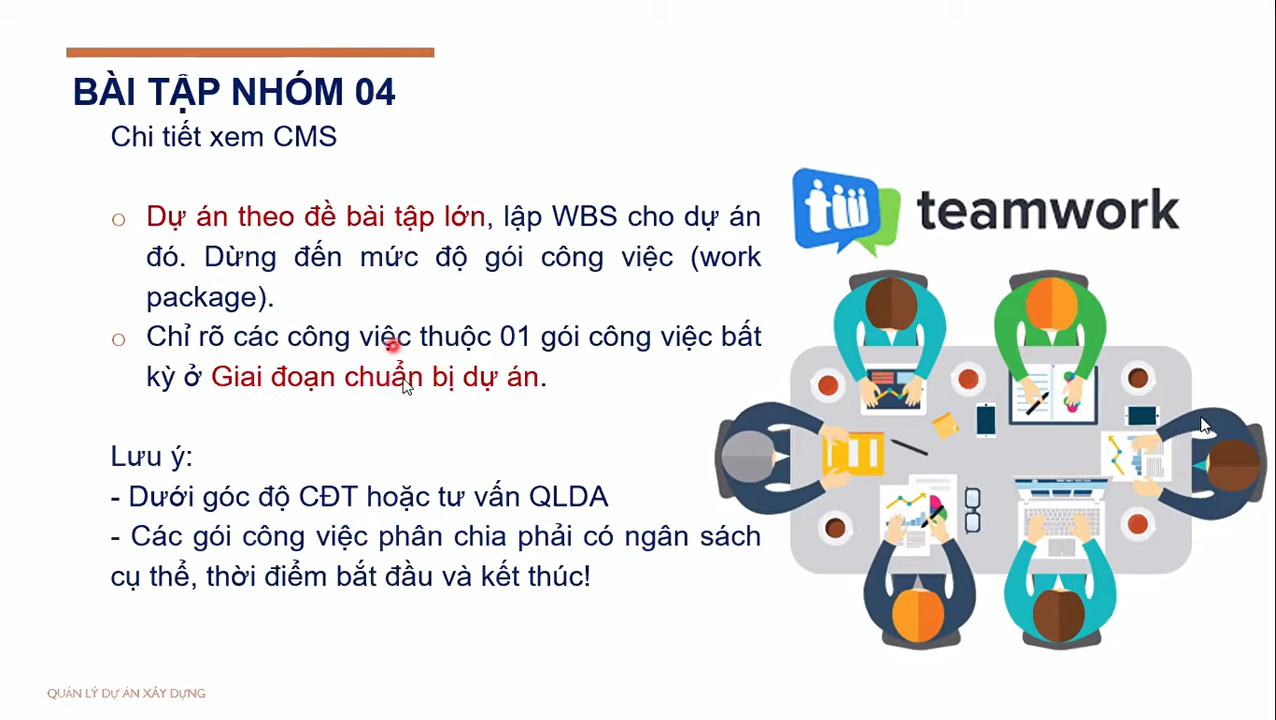 BÀI TẬP NHÓM 04
Chi tiết xem CMS
Dự án theo đề bài tập lớn, lập WBS cho dự án
đó. Dừng đến mức độ gói công việc (work
package).
Chỉ rõ các công việc thuộc 01 gói công việc bất
kỳ ở Giai đoạn chuẩn bị dự án.
Lưu ý:
- Dưới góc độ CĐT hoặc tư vấn QLDA
- Các gói công việc phân chia phải có ngân sách
cụ thể, thời điểm bắt đầu và kết thúc!
teamwork
QUẢN LÝ DỰ ÁN XÂY DỰNG